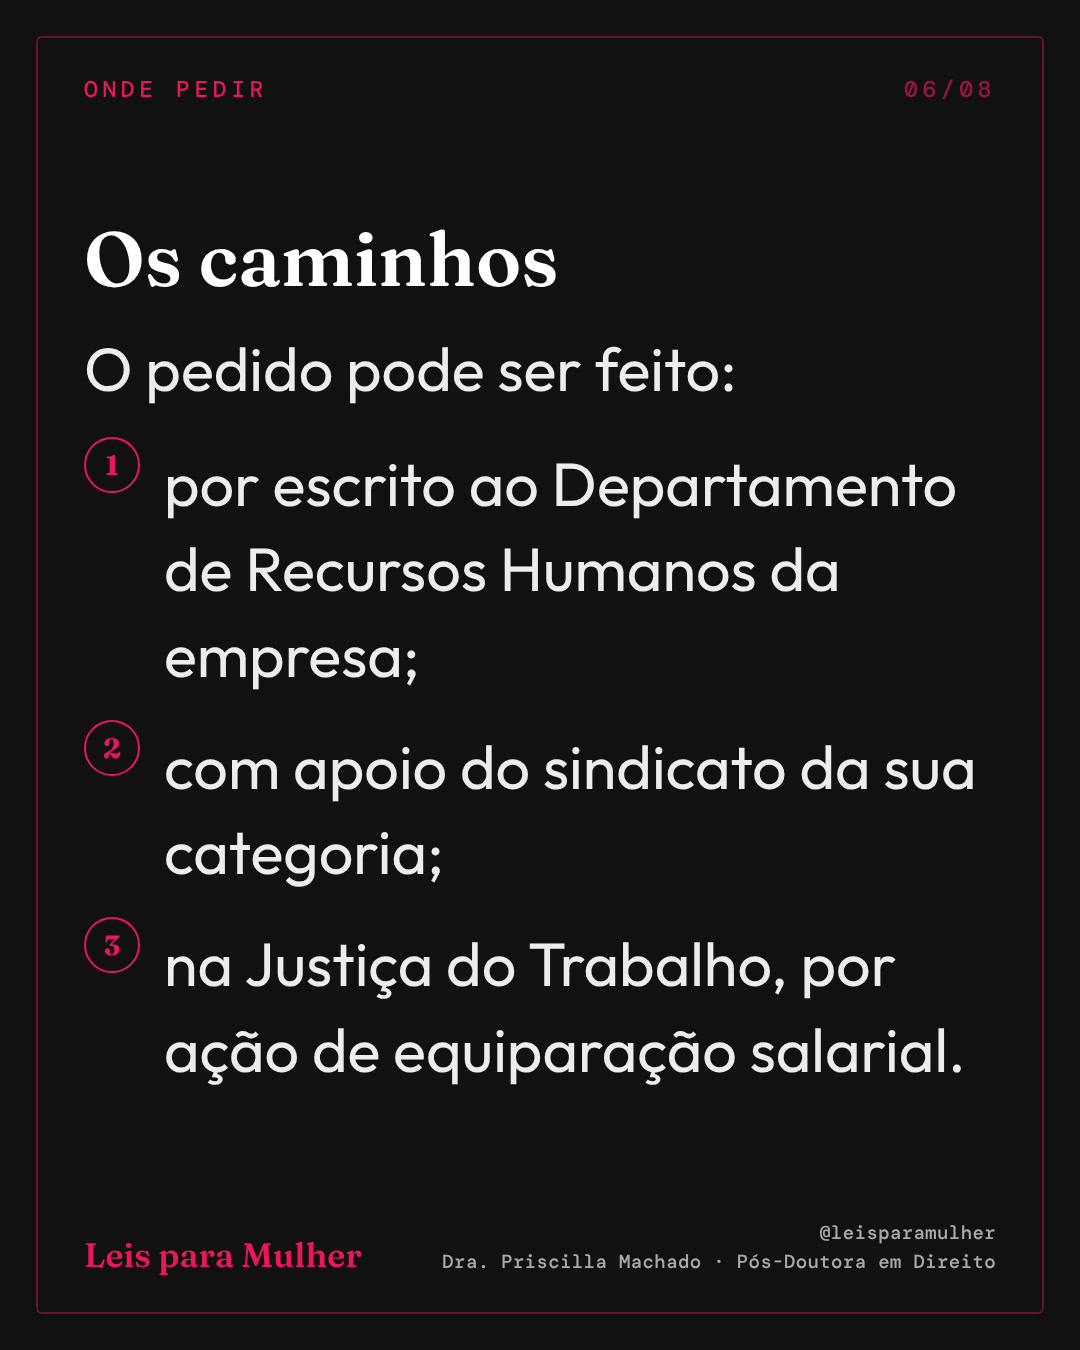 ONDE PEDIR
06/08
Os caminhos
O pedido pode ser feito:
1
por escrito ao Departamento
de Recursos Humanos da
empresa;
2
com apoio do sindicato da sua
categoria;
3
na Justiça do Trabalho, por
ação de equiparação salarial.
Leis para Mulher
@leisparamulher
Dra. Priscilla Machado · Pós-Doutora em Direito